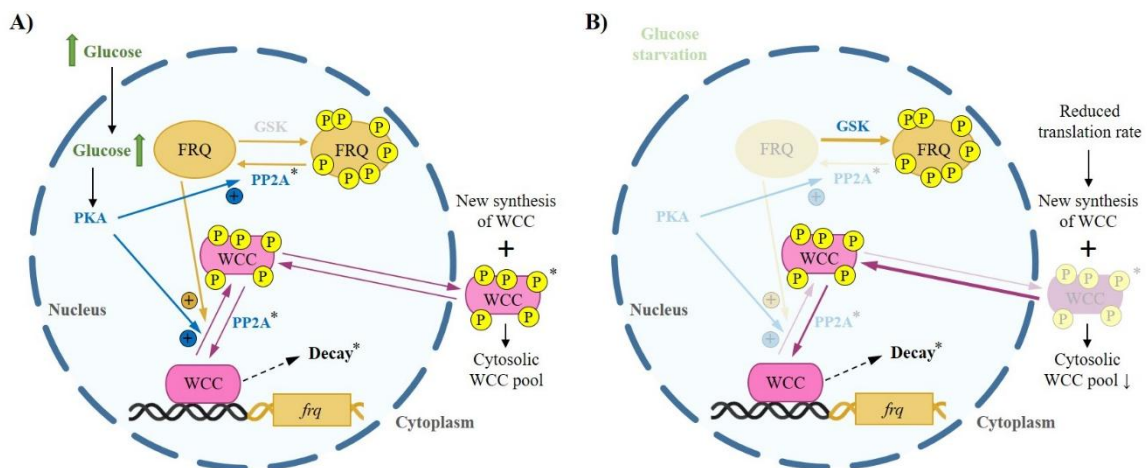 A)
Glucose
Glucose
GSK
FRQ
P P P P P P P
FRQ
PP2A*
+
PKA
New synthesis
of WCC
+
P P P P P
WCC
P P P P P *
WCC
+
+
PP2A*
Nucleus
Decay*
Cytosolic
WCC pool
WCC
frq
Cytoplasm
B)
Glucose
starvation
Reduced
translation rate
GSK
FRQ
P P P P P P P
FRQ
PP2A*
+
PKA
New synthesis
of WCC
+
P P P P P
WCC
P P P P P *
WCC
+
+
PP2A*
Nucleus
Decay*
Cytosolic
WCC pool ↓
WCC
frq
Cytoplasm